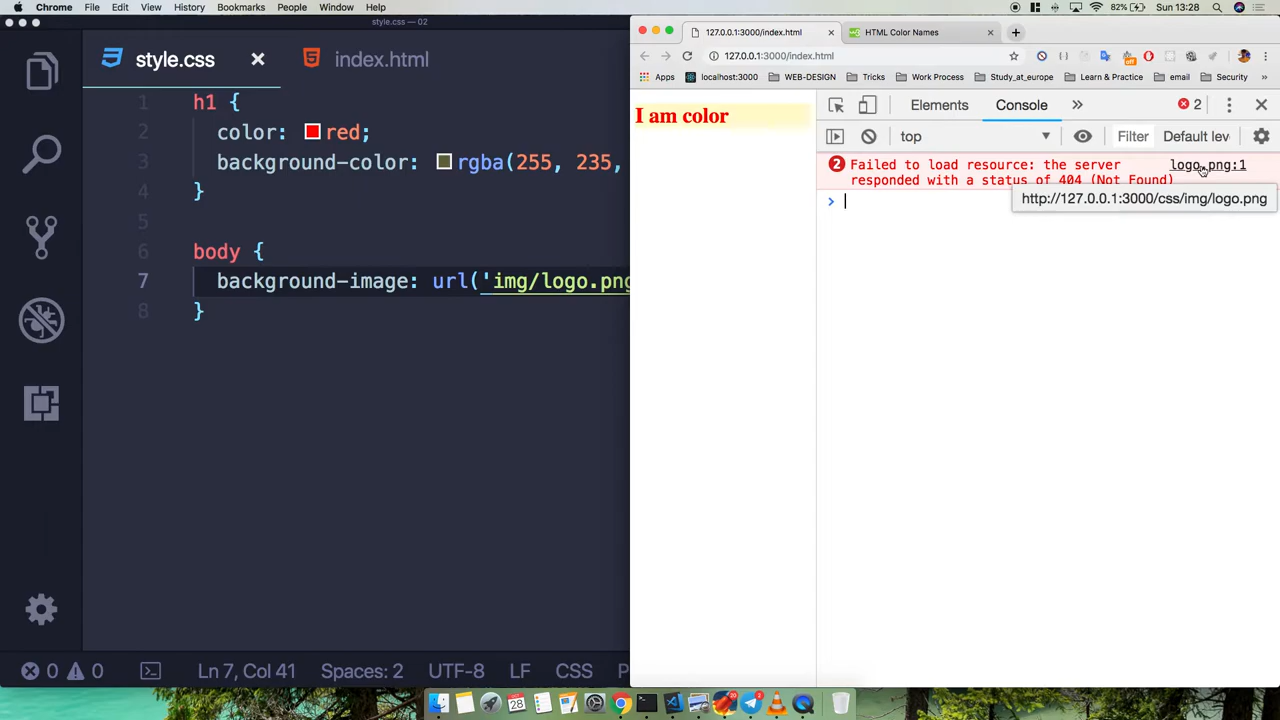 Chrome File Edit View History Bookmarks People Window Help
82% Sun 13:28
style.css — 02
style.css
index.html
1 h1 {
2 color: red;
3 background-color: rgba(255, 235,
4 }
5
6 body {
7 background-image: url('img/logo.png
8 }
0 0 Ln 7, Col 41 Spaces: 2 UTF-8 LF CSS P
127.0.0.1:3000/index.html
HTML Color Names
127.0.0.1:3000/index.html
Apps localhost:3000 WEB-DESIGN Tricks Work Process Study_at_europe Learn & Practice email Security »
I am color
Elements Console » 2
top Filter Default lev
2 Failed to load resource: the server logo.png:1
responded with a status of 404 (Not Found)
http://127.0.0.1:3000/css/img/logo.png
>